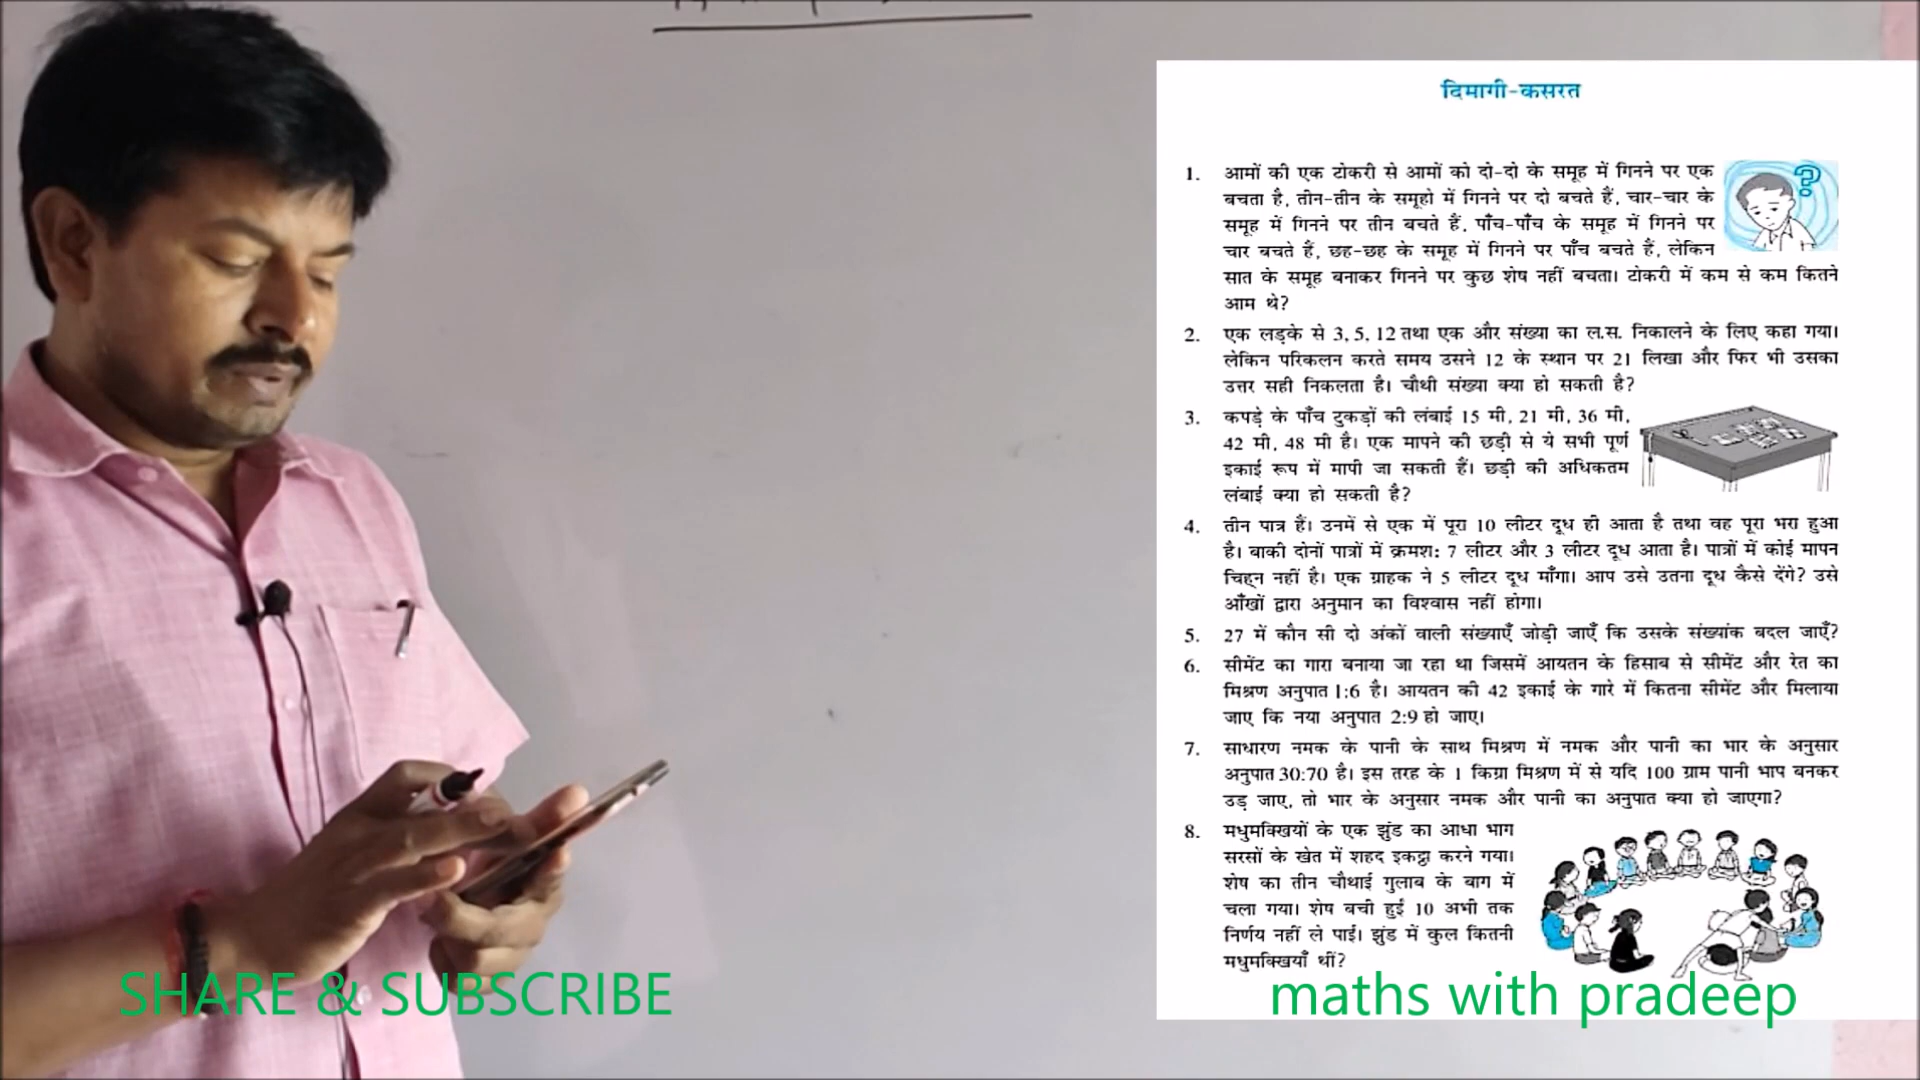 दिमागी-कसरत
1. आमों की एक टोकरी से आमों को दो-दो के समूह में गिनने पर एक
बचता है, तीन-तीन के समूहो में गिनने पर दो बचते हैं, चार-चार के
समूह में गिनने पर तीन बचते हैं, पाँच-पाँच के समूह में गिनने पर
चार बचते हैं, छह-छह के समूह में गिनने पर पाँच बचते हैं, लेकिन
सात के समूह बनाकर गिनने पर कुछ शेष नहीं बचता। टोकरी में कम से कम कितने
आम थे?
2. एक लड़के से 3, 5, 12 तथा एक और संख्या का ल.स. निकालने के लिए कहा गया।
लेकिन परिकलन करते समय उसने 12 के स्थान पर 21 लिखा और फिर भी उसका
उत्तर सही निकलता है। चौथी संख्या क्या हो सकती है?
3. कपड़े के पाँच टुकड़ों की लंबाई 15 मी, 21 मी, 36 मी,
42 मी, 48 मी है। एक मापने की छड़ी से ये सभी पूर्ण
इकाई रूप में मापी जा सकती हैं। छड़ी की अधिकतम
लंबाई क्या हो सकती है?
4. तीन पात्र हैं। उनमें से एक में पूरा 10 लीटर दूध ही आता है तथा वह पूरा भरा हुआ
है। बाकी दोनों पात्रों में क्रमश: 7 लीटर और 3 लीटर दूध आता है। पात्रों में कोई मापन
चिह्न नहीं है। एक ग्राहक ने 5 लीटर दूध माँगा। आप उसे उतना दूध कैसे देंगे? उसे
आँखों द्वारा अनुमान का विश्वास नहीं होगा।
5. 27 में कौन सी दो अंकों वाली संख्याएँ जोड़ी जाएँ कि उसके संख्यांक बदल जाएँ?
6. सीमेंट का गारा बनाया जा रहा था जिसमें आयतन के हिसाब से सीमेंट और रेत का
मिश्रण अनुपात 1:6 है। आयतन की 42 इकाई के गारे में कितना सीमेंट और मिलाया
जाए कि नया अनुपात 2:9 हो जाए।
7. साधारण नमक के पानी के साथ मिश्रण में नमक और पानी का भार के अनुसार
अनुपात 30:70 है। इस तरह के 1 किग्रा मिश्रण में से यदि 100 ग्राम पानी भाप बनकर
उड़ जाए, तो भार के अनुसार नमक और पानी का अनुपात क्या हो जाएगा?
8. मधुमक्खियों के एक झुंड का आधा भाग
सरसों के खेत में शहद इकट्ठा करने गया।
शेष का तीन चौथाई गुलाब के बाग में
चला गया। शेष बची हुई 10 अभी तक
निर्णय नहीं ले पाईं। झुंड में कुल कितनी
मधुमक्खियाँ थीं?
SHARE & SUBSCRIBE
maths with pradeep